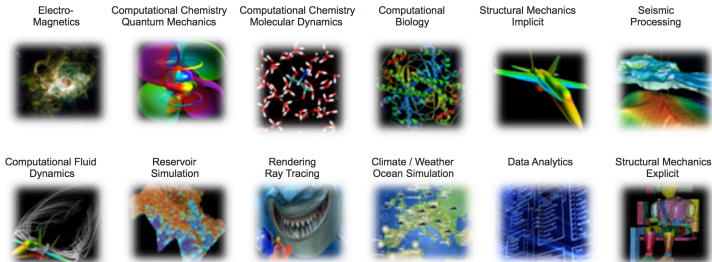 Electro-
Magnetics
Computational Chemistry
Quantum Mechanics
Computational Chemistry
Molecular Dynamics
Computational
Biology
Structural Mechanics
Implicit
Seismic
Processing
Computational Fluid
Dynamics
Reservoir
Simulation
Rendering
Ray Tracing
Climate / Weather
Ocean Simulation
Data Analytics
Structural Mechanics
Explicit